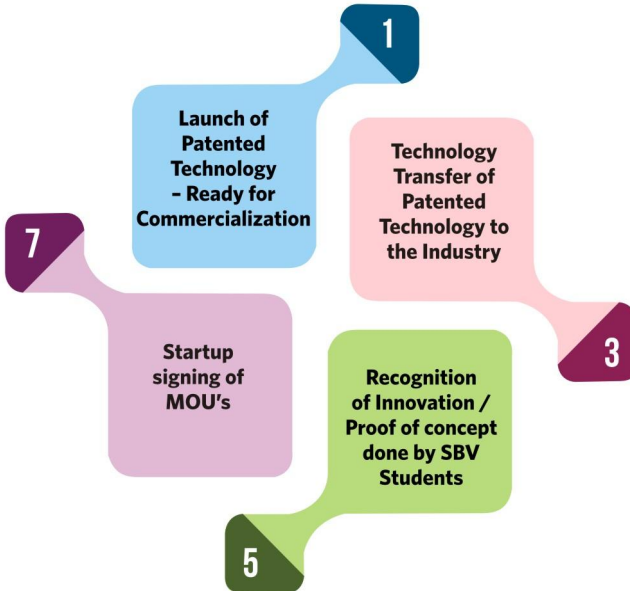 1
Launch of
Patented
Technology
– Ready for
Commercialization
Technology
Transfer of
Patented
Technology to
the Industry
3
7
Startup
signing of
MOU's
Recognition
of Innovation /
Proof of concept
done by SBV
Students
5